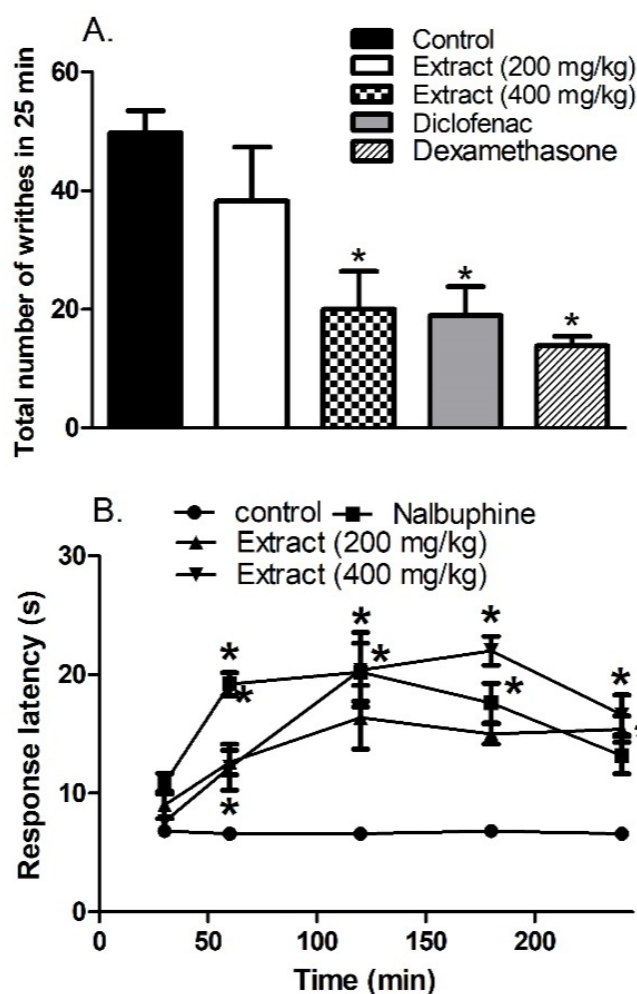 A.
Control
Extract (200 mg/kg)
Extract (400 mg/kg)
Diclofenac
Dexamethasone
Total number of writhes in 25 min
60
40
20
0
*
*
*
B.
control Nalbuphine
Extract (200 mg/kg)
Extract (400 mg/kg)
Response latency (s)
30
20
10
0
*
*
*
*
*
*
*
*
0 50 100 150 200
Time (min)